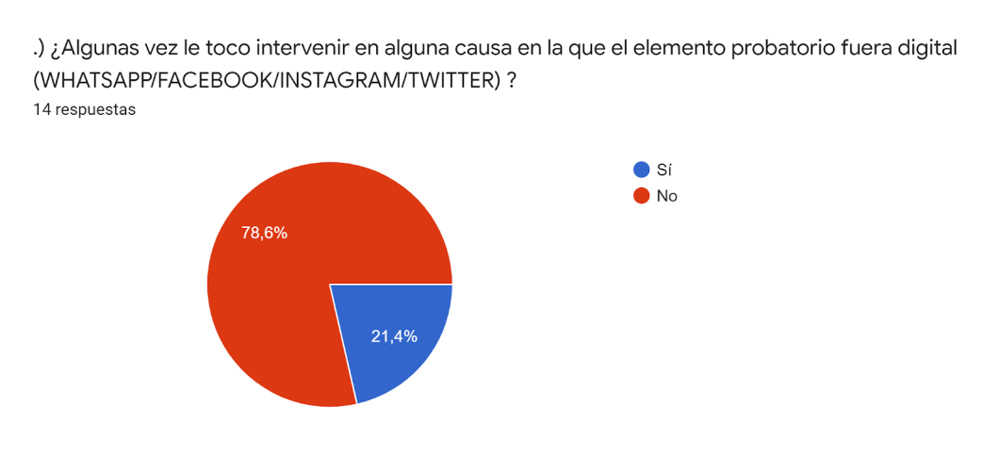 .) ¿Algunas vez le toco intervenir en alguna causa en la que el elemento probatorio fuera digital
(WHATSAPP/FACEBOOK/INSTAGRAM/TWITTER) ?
14 respuestas
Sí
No
78,6%
21,4%